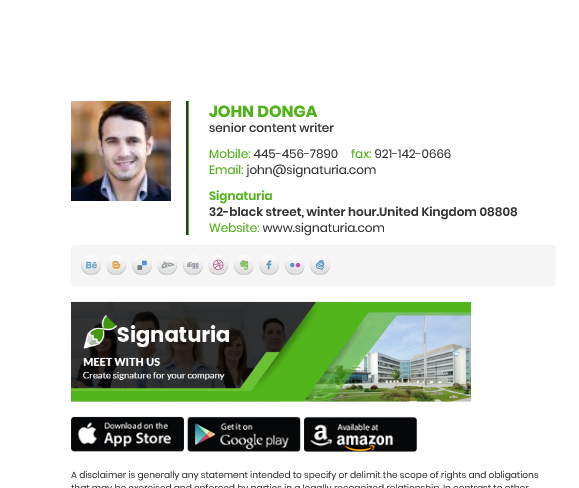 JOHN DONGA
senior content writer
Mobile: 445-456-7890 fax: 921-142-0666
Email: john@signaturia.com
Signaturia
32-black street, winter hour.United Kingdom 08808
Website: www.signaturia.com
Bē
digg
Signaturia
MEET WITH US
Create signature for your company
Download on the
App Store
Get it on
Google play
Available at
amazon
A disclaimer is generally any statement intended to specify or delimit the scope of rights and obligations
that may be exercised and enforced by parties in a legally recognized relationship. In contrast to other